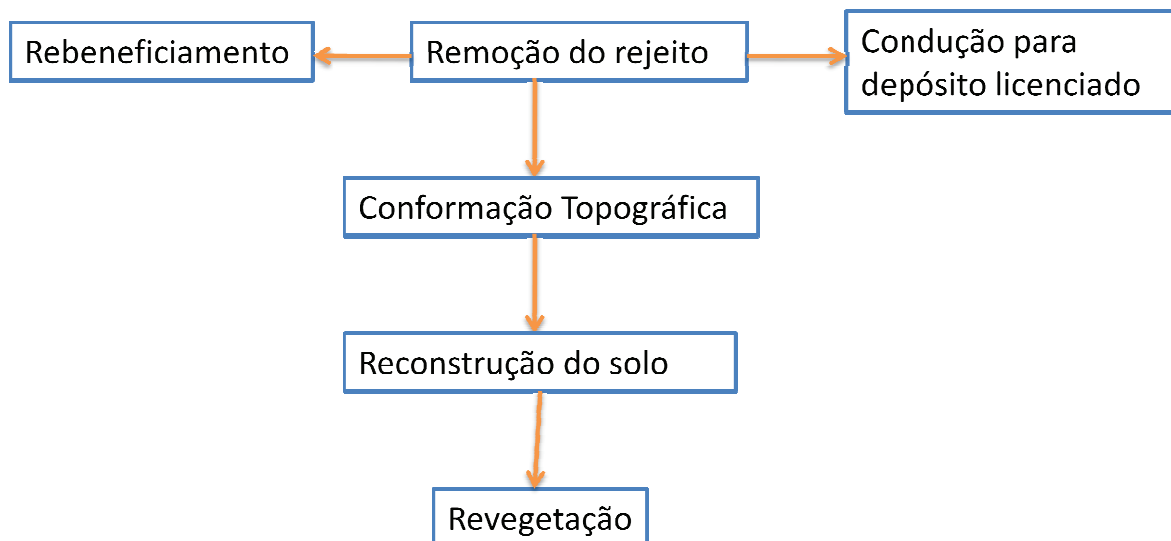 Rebeneficiamento
Remoção do rejeito
Condução para
depósito licenciado
Conformação Topográfica
Reconstrução do solo
Revegetação